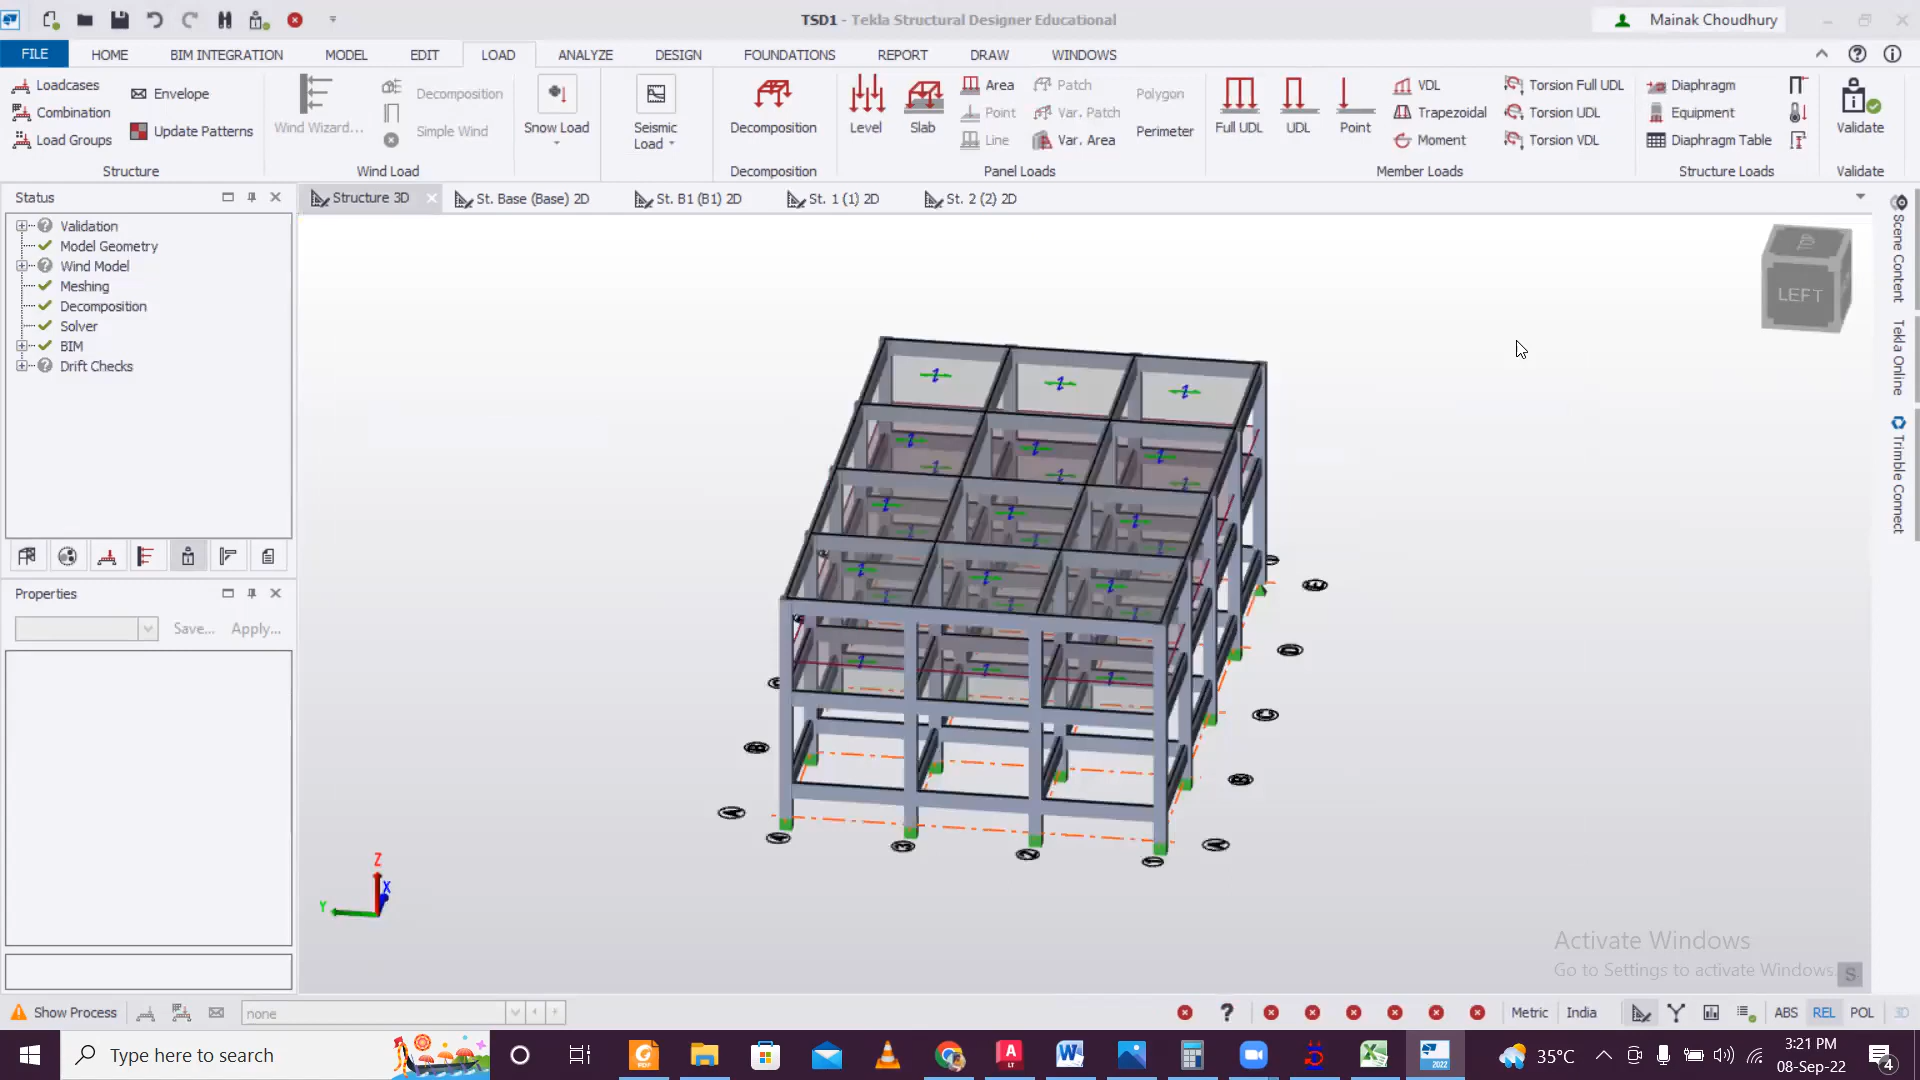 TSD1 - Tekla Structural Designer Educational
Mainak Choudhury
FILE HOME BIM INTEGRATION MODEL EDIT LOAD ANALYZE DESIGN FOUNDATIONS REPORT DRAW WINDOWS
Loadcases
Combination
Load Groups
Envelope
Update Patterns
Structure
Wind Wizard...
Decomposition
Simple Wind
Wind Load
Snow Load
Seismic
Load
Decomposition
Decomposition
Level
Slab
Area
Point
Line
Patch
Var. Patch
Var. Area
Polygon
Perimeter
Panel Loads
Full UDL
UDL
Point
VDL
Trapezoidal
Moment
Torsion Full UDL
Torsion UDL
Torsion VDL
Member Loads
Diaphragm
Equipment
Diaphragm Table
Structure Loads
Validate
Validate
Status
Validation
Model Geometry
Wind Model
Meshing
Decomposition
Solver
BIM
Drift Checks
Properties
Save... Apply...
Structure 3D
St. Base (Base) 2D
St. B1 (B1) 2D
St. 1 (1) 2D
St. 2 (2) 2D
LEFT
Scene Content
Tekla Online
Trimble Connect
Z
X
Y
Activate Windows
Go to Settings to activate Windows.
S
Show Process
none
Metric India
ABS REL POL 3D
Type here to search
35°C
3:21 PM
08-Sep-22
4